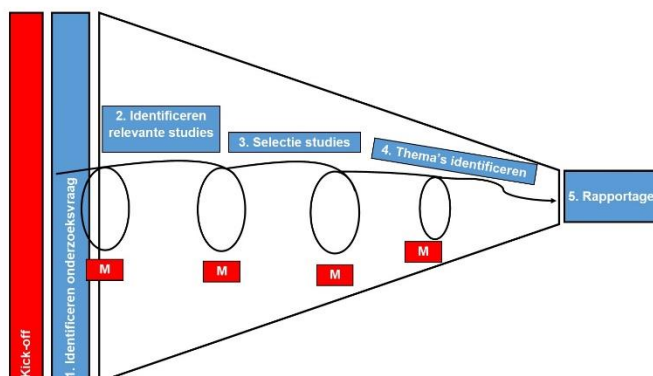 Kick-off
1. Identificeren onderzoeksvraag
2. Identificeren
relevante studies
3. Selectie studies
4. Thema's identificeren
5. Rapportage
M
M
M
M